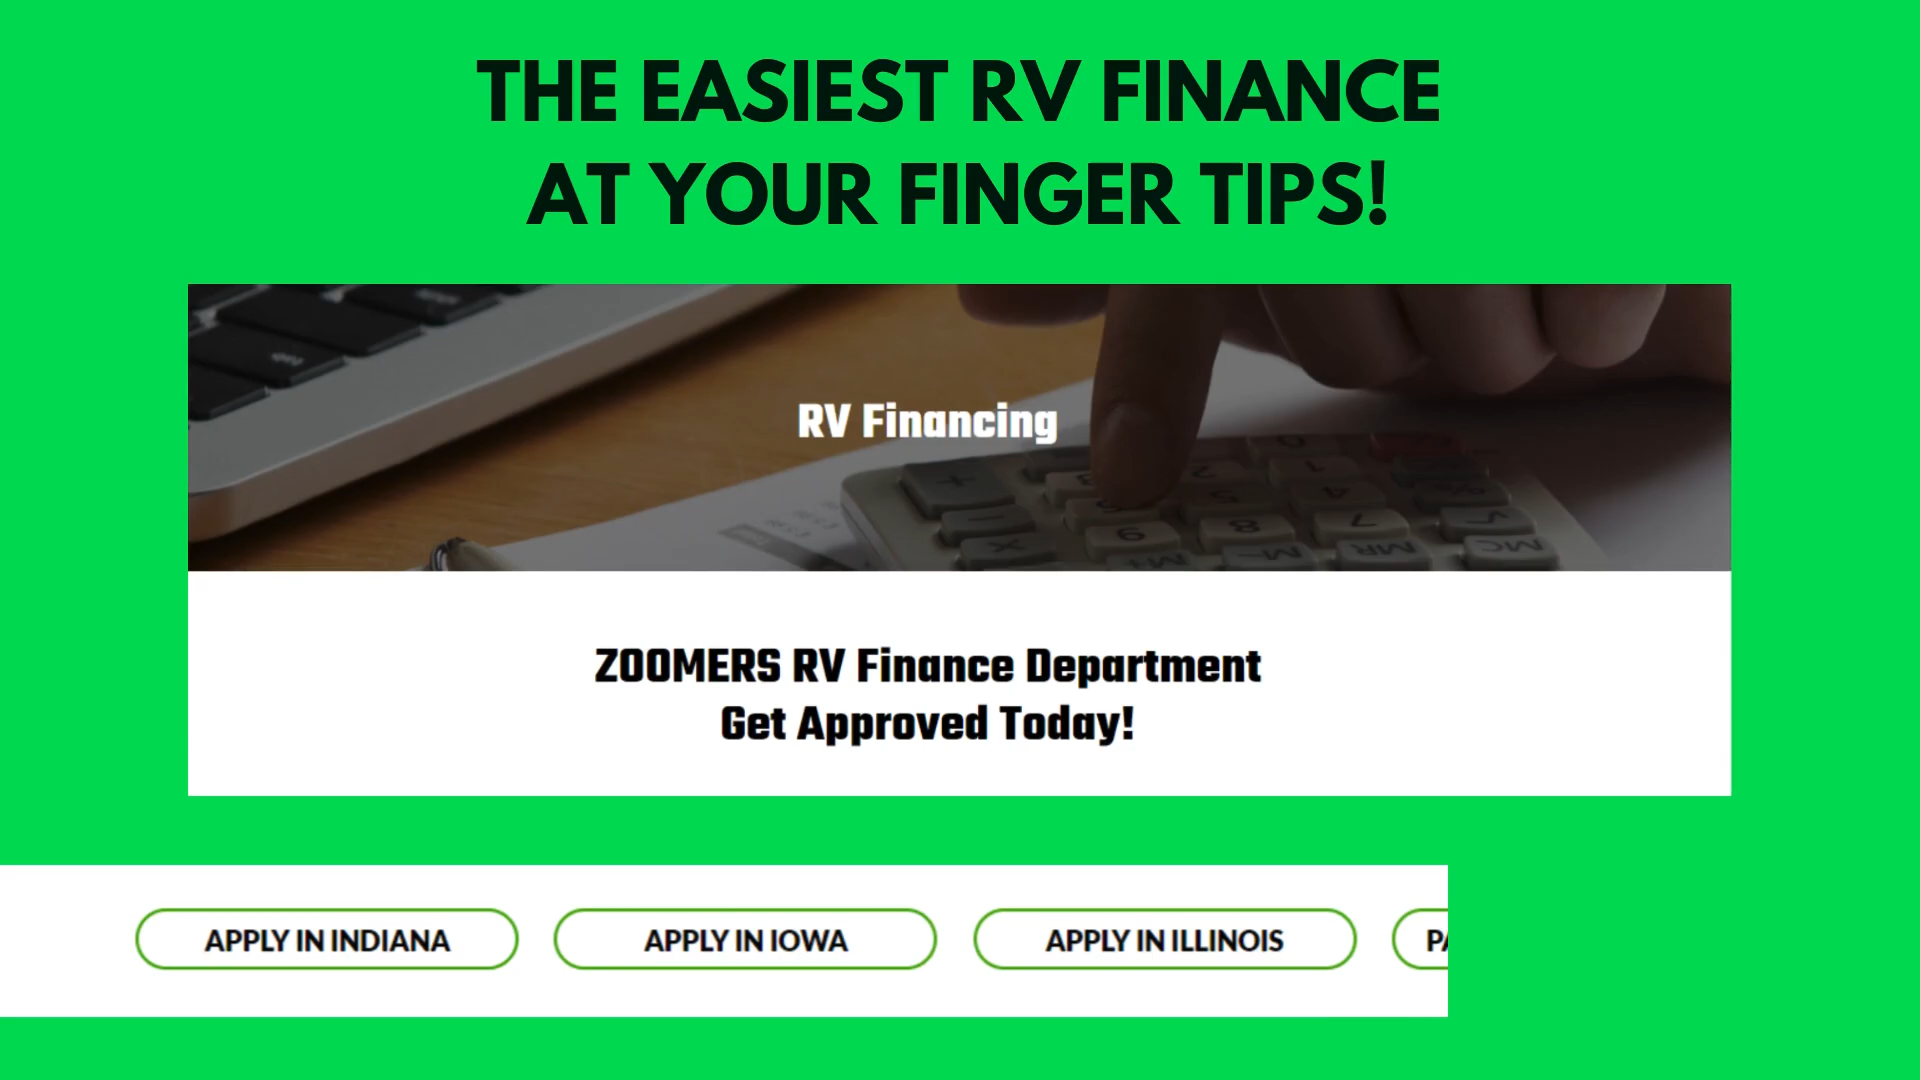 THE EASIEST RV FINANCE
AT YOUR FINGER TIPS!
RV Financing
ZOOMERS RV Finance Department
Get Approved Today!
APPLY IN INDIANA
APPLY IN IOWA
APPLY IN ILLINOIS